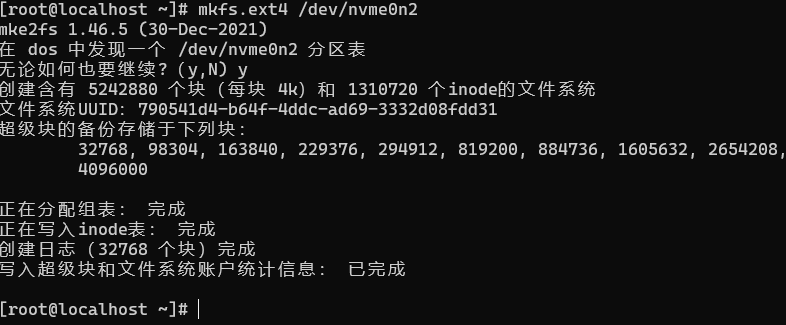 [root@localhost ~]# mkfs.ext4 /dev/nvme0n2
mke2fs 1.46.5 (30-Dec-2021)
在 dos 中发现一个 /dev/nvme0n2 分区表
无论如何也要继续? (y,N) y
创建含有 5242880 个块（每块 4k）和 1310720 个inode的文件系统
文件系统UUID：790541d4-b64f-4ddc-ad69-3332d08fdd31
超级块的备份存储于下列块：
        32768, 98304, 163840, 229376, 294912, 819200, 884736, 1605632, 2654208,
        4096000
正在分配组表： 完成
正在写入inode表： 完成
创建日志（32768 个块）完成
写入超级块和文件系统账户统计信息： 已完成
[root@localhost ~]#